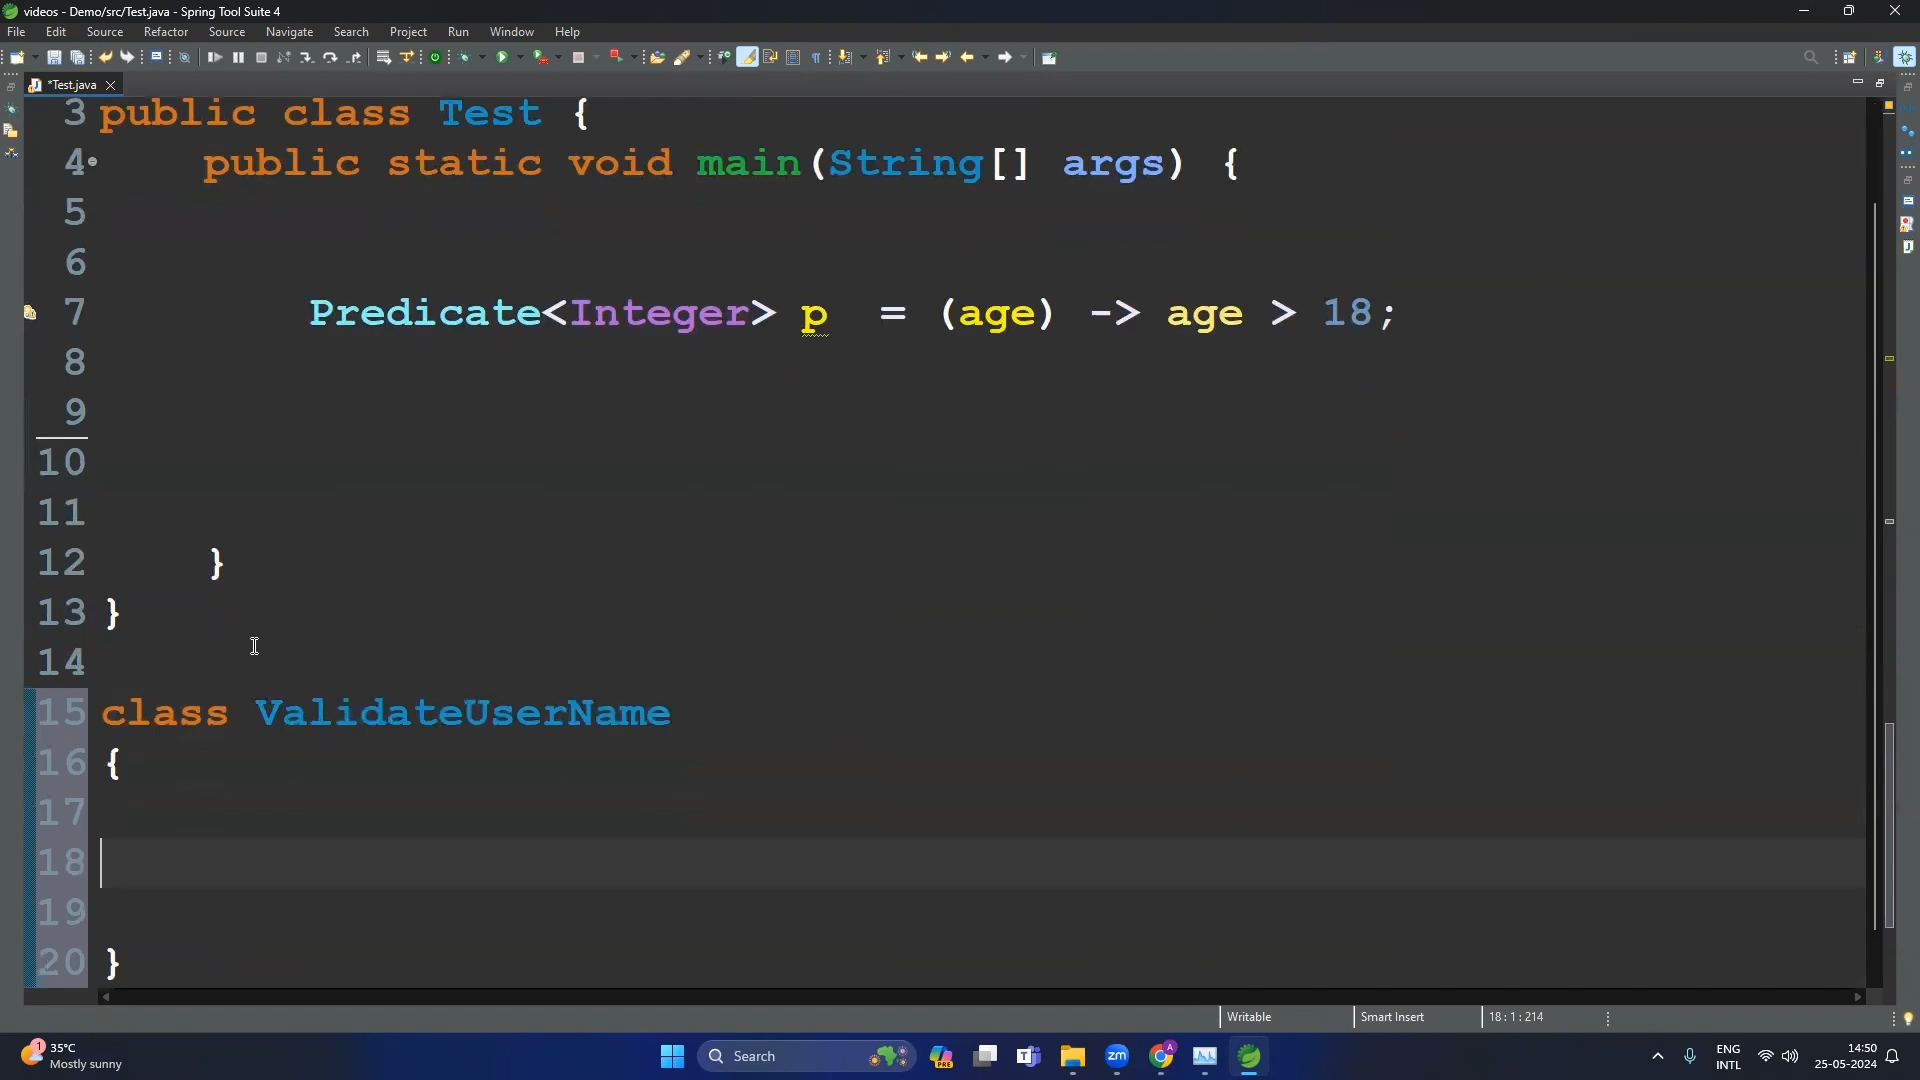 videos - Demo/src/Test.java - Spring Tool Suite 4
File Edit Source Refactor Source Navigate Search Project Run Window Help
*Test.java
3 public class Test {
4 public static void main(String[] args) {
5
6
7 Predicate<Integer> p = (age) -> age > 18;
8
9
10
11
12 }
13 }
14
15 class ValidateUserName
16 {
17
18
19
20 }
Writable Smart Insert 18 : 1 : 214
1
35°C
Mostly sunny
Search
PRE
zm
A
ENG
INTL
14:50
25-05-2024